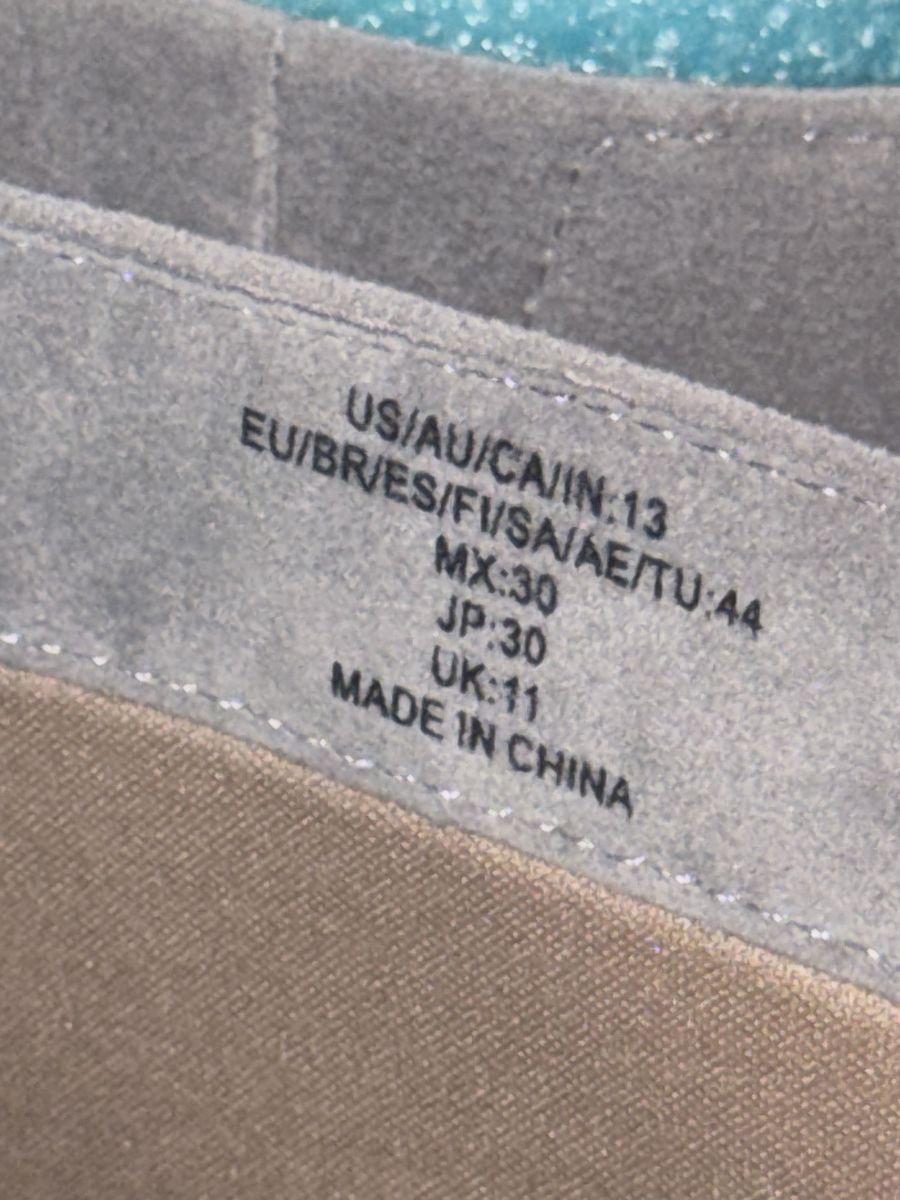 US/AU/CA/IN:13
EU/BR/ES/FI/SA/AE/TU:44
MX:30
JP:30
UK:11
MADE IN CHINA